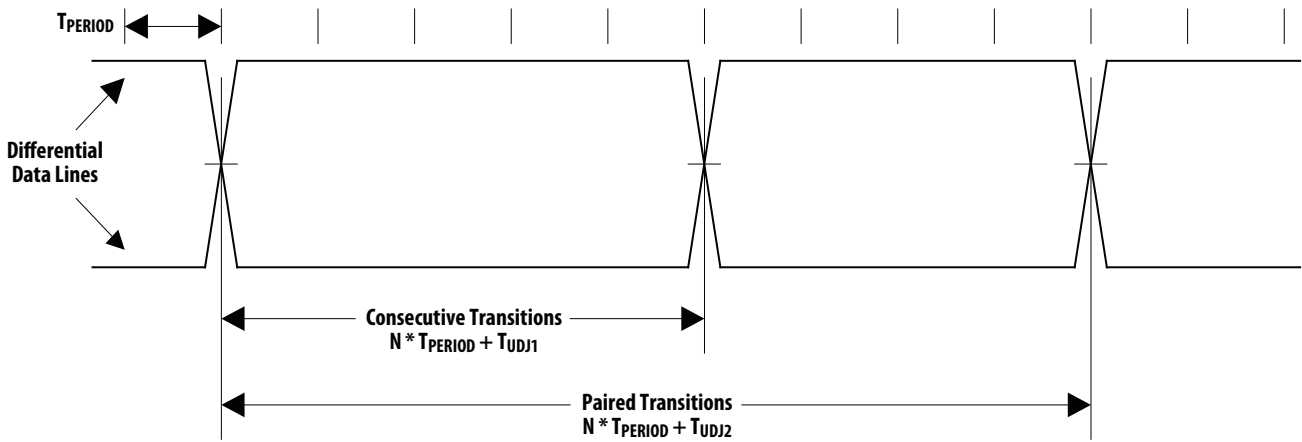 TPERIOD
Differential
Data Lines
Consecutive Transitions
N * TPERIOD + TUDJ1
Paired Transitions
N * TPERIOD + TUDJ2